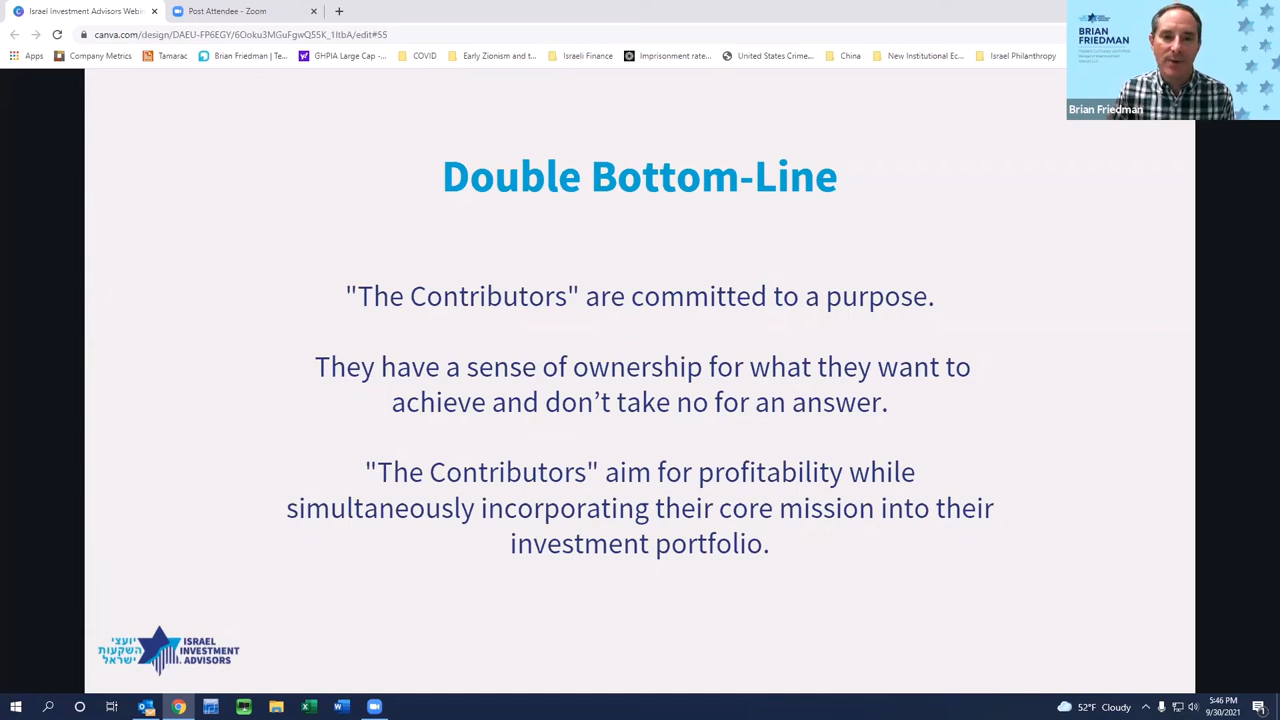 Israel Investment Advisors Webin
Post Attendee - Zoom
canva.com/design/DAEU-FP6EGY/6Ooku3MGuFgwQ55K_1ItbA/edit#55
Apps
Company Metrics
Tamarac
Brian Friedman | Te...
GHPIA Large Cap
COVID
Early Zionism and t...
Israeli Finance
Imprisonment rate...
United States Crime...
China
New Institutional Ec...
Israel Philanthropy
BRIAN
FRIEDMAN
Brian Friedman
Double Bottom-Line
"The Contributors" are committed to a purpose.
They have a sense of ownership for what they want to
achieve and don’t take no for an answer.
"The Contributors" aim for profitability while
simultaneously incorporating their core mission into their
investment portfolio.
יועצי
השקעות
ישראל
ISRAEL
INVESTMENT
ADVISORS
52°F Cloudy
5:46 PM
9/30/2021